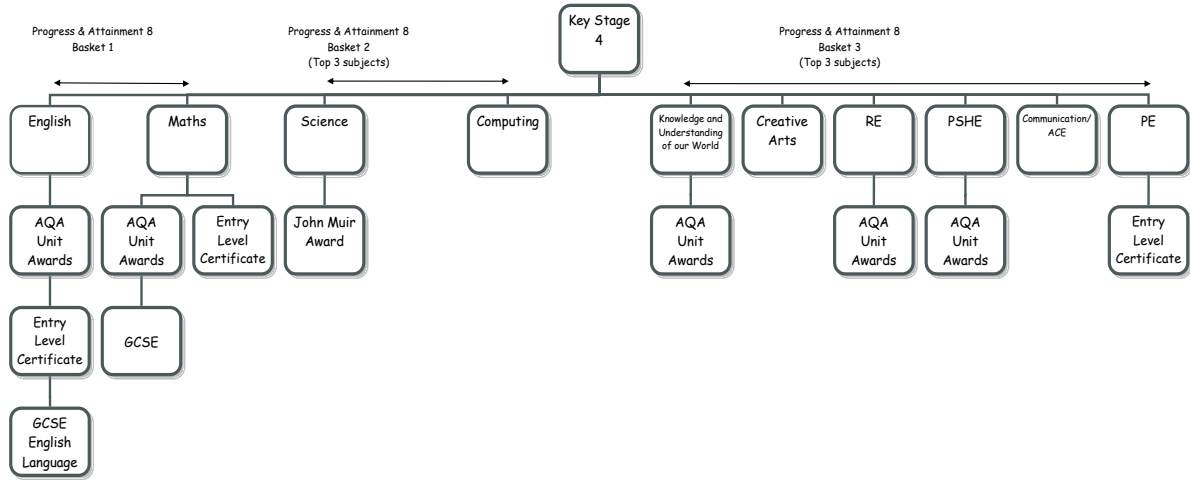 Key Stage
4
Progress & Attainment 8
Basket 1
Progress & Attainment 8
Basket 2
(Top 3 subjects)
Progress & Attainment 8
Basket 3
(Top 3 subjects)
English
Maths
Science
Computing
Knowledge and
Understanding
of our World
Creative
Arts
RE
PSHE
Communication/
ACE
PE
AQA
Unit
Awards
AQA
Unit
Awards
Entry
Level
Certificate
John Muir
Award
AQA
Unit
Awards
AQA
Unit
Awards
AQA
Unit
Awards
Entry
Level
Certificate
Entry
Level
Certificate
GCSE
GCSE
English
Language